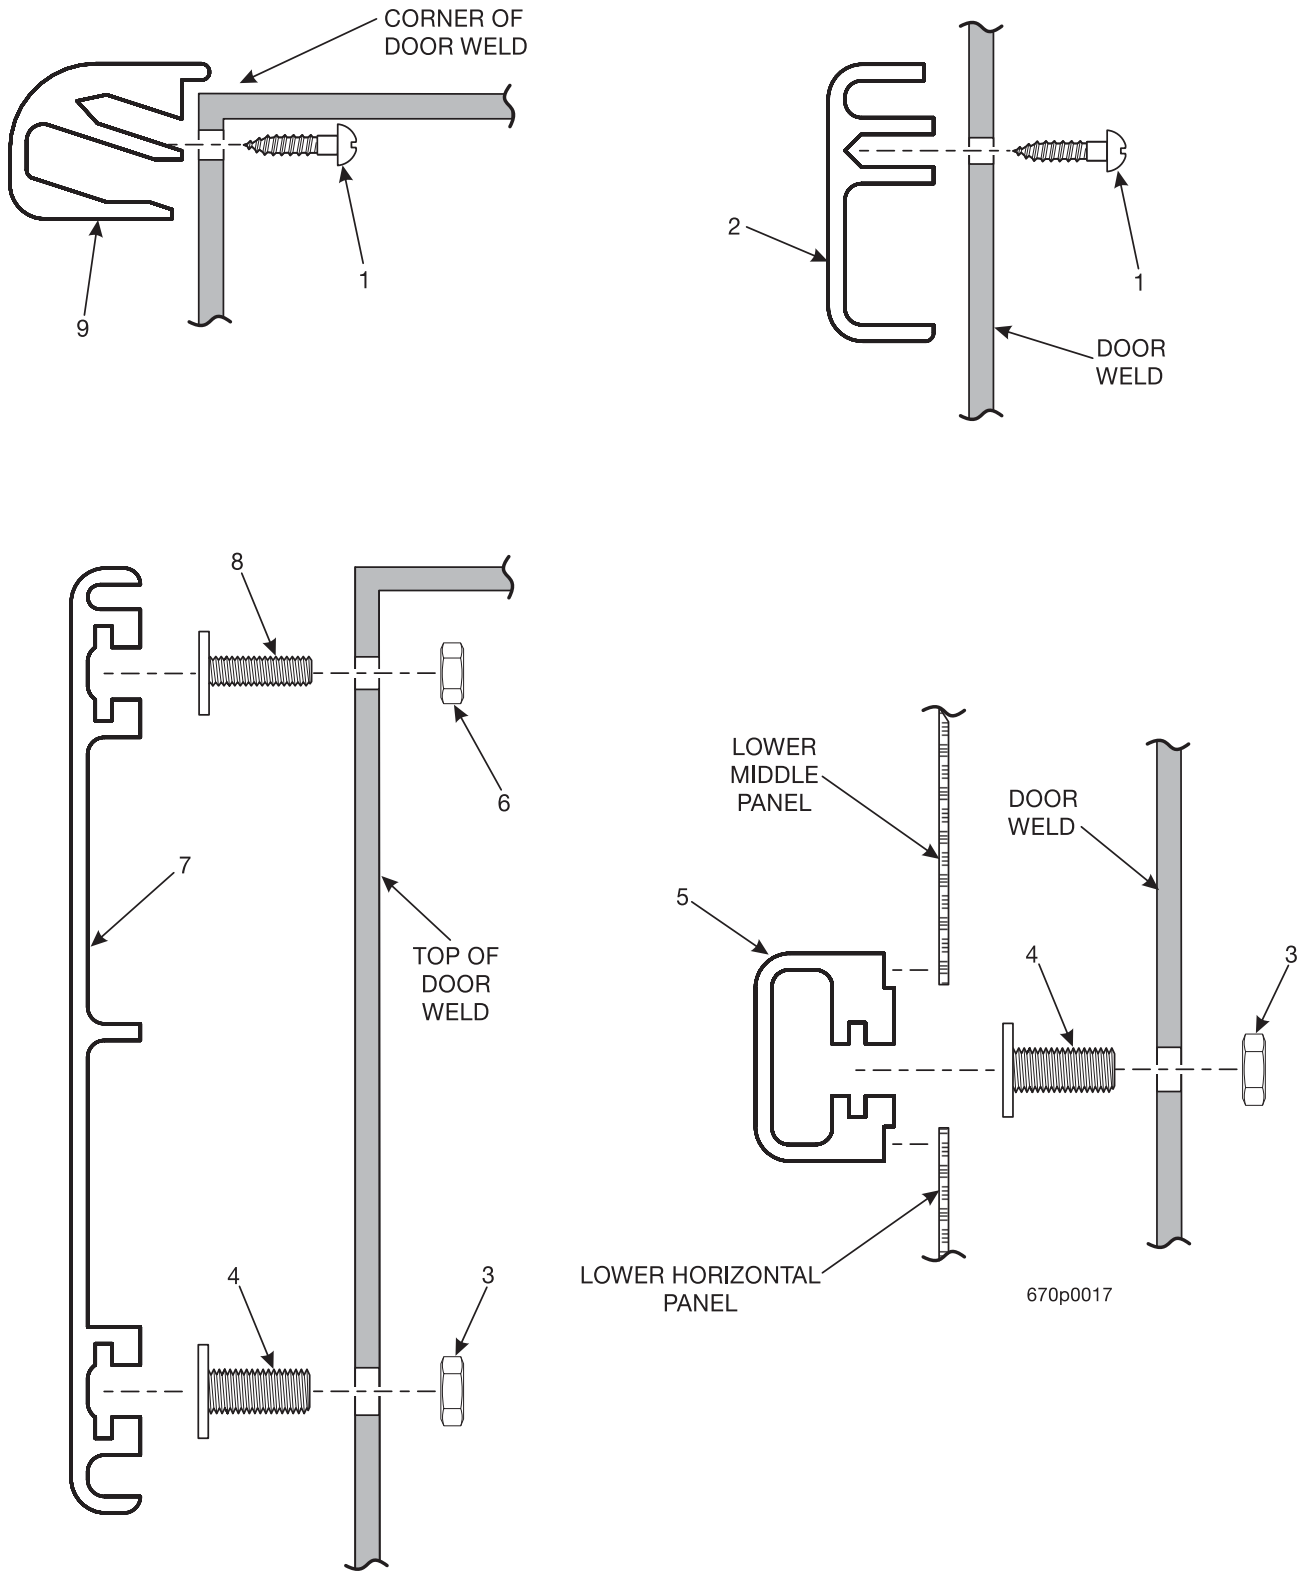 CORNER OF
DOOR WELD
1
9
2
1
DOOR
WELD
8
6
7
TOP OF
DOOR
WELD
4
3
LOWER
MIDDLE
PANEL
DOOR
WELD
5
4
3
LOWER HORIZONTAL
PANEL
670p0017